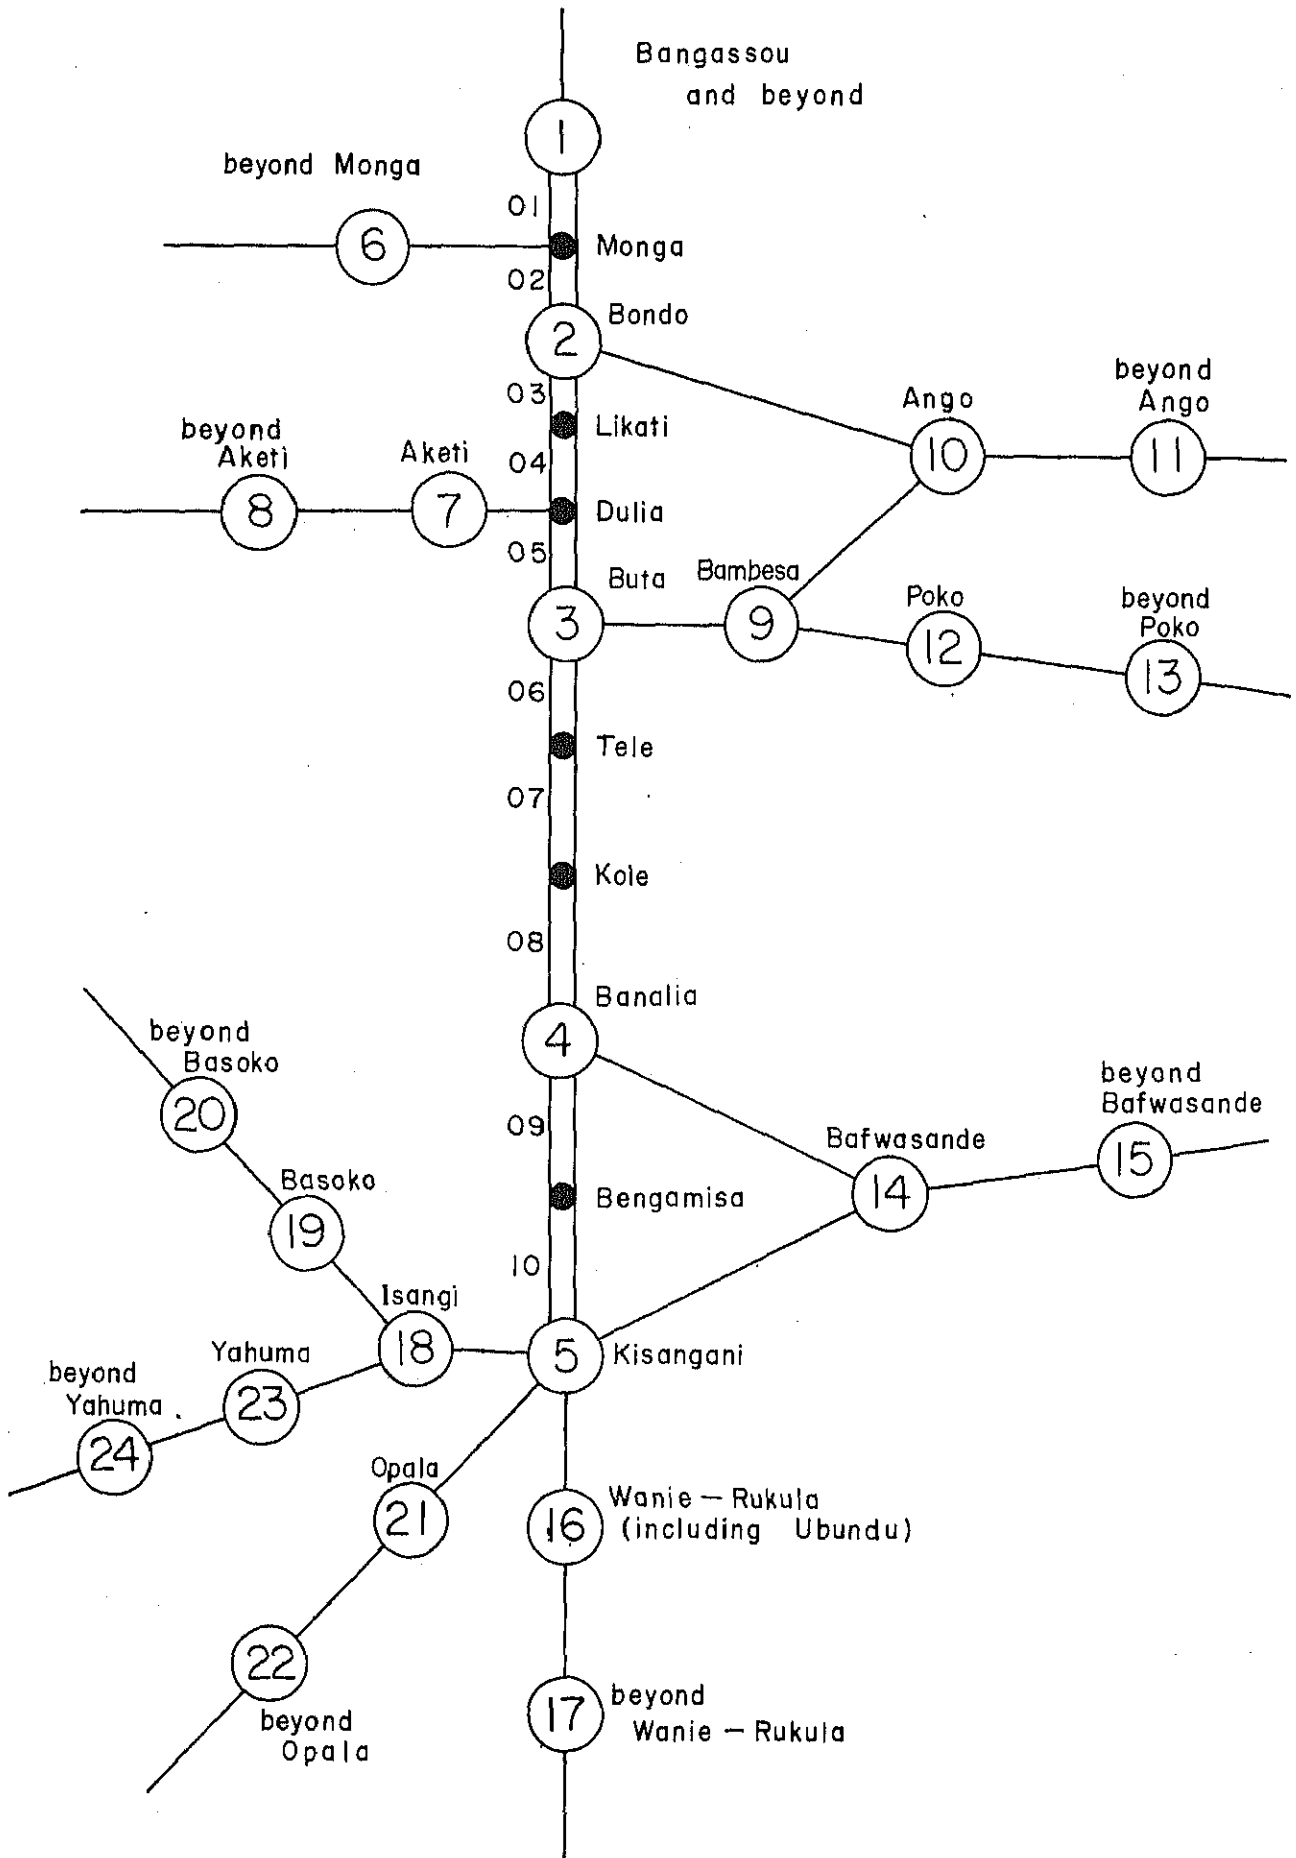 Bangassou
and beyond
1
beyond Monga
01
6
Monga
02
Bondo
2
03
beyond
Ango
Ango
Likati
beyond
Aketi
Aketi
04
10
11
8
7
Dulia
05
Buta
Bambesa
Poko
beyond
Poko
3
9
12
13
06
Tele
07
Kole
08
Banalia
beyond
Basoko
4
beyond
Bafwasande
20
09
Bafwasande
15
Basoko
14
Bengamisa
19
10
Isangi
Yahuma
18
5
Kisangani
beyond
Yahuma
23
24
Opala
Wanie - Rukula
(including Ubundu)
21
16
22
beyond
Wanie - Rukula
17
beyond
Opala